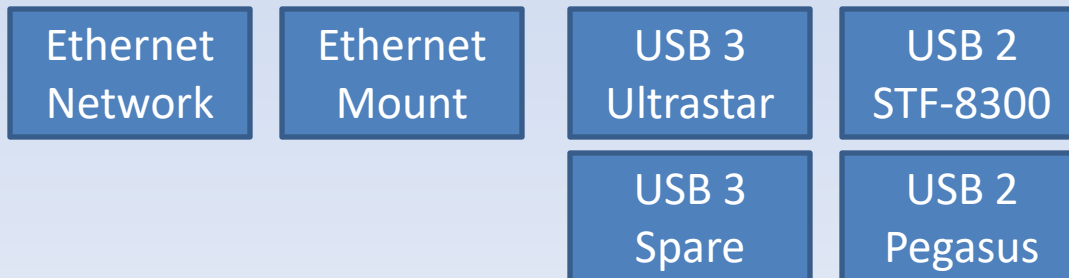 Ethernet
Network
Ethernet
Mount
USB 3
Ultrastar
USB 2
STF-8300
USB 3
Spare
USB 2
Pegasus